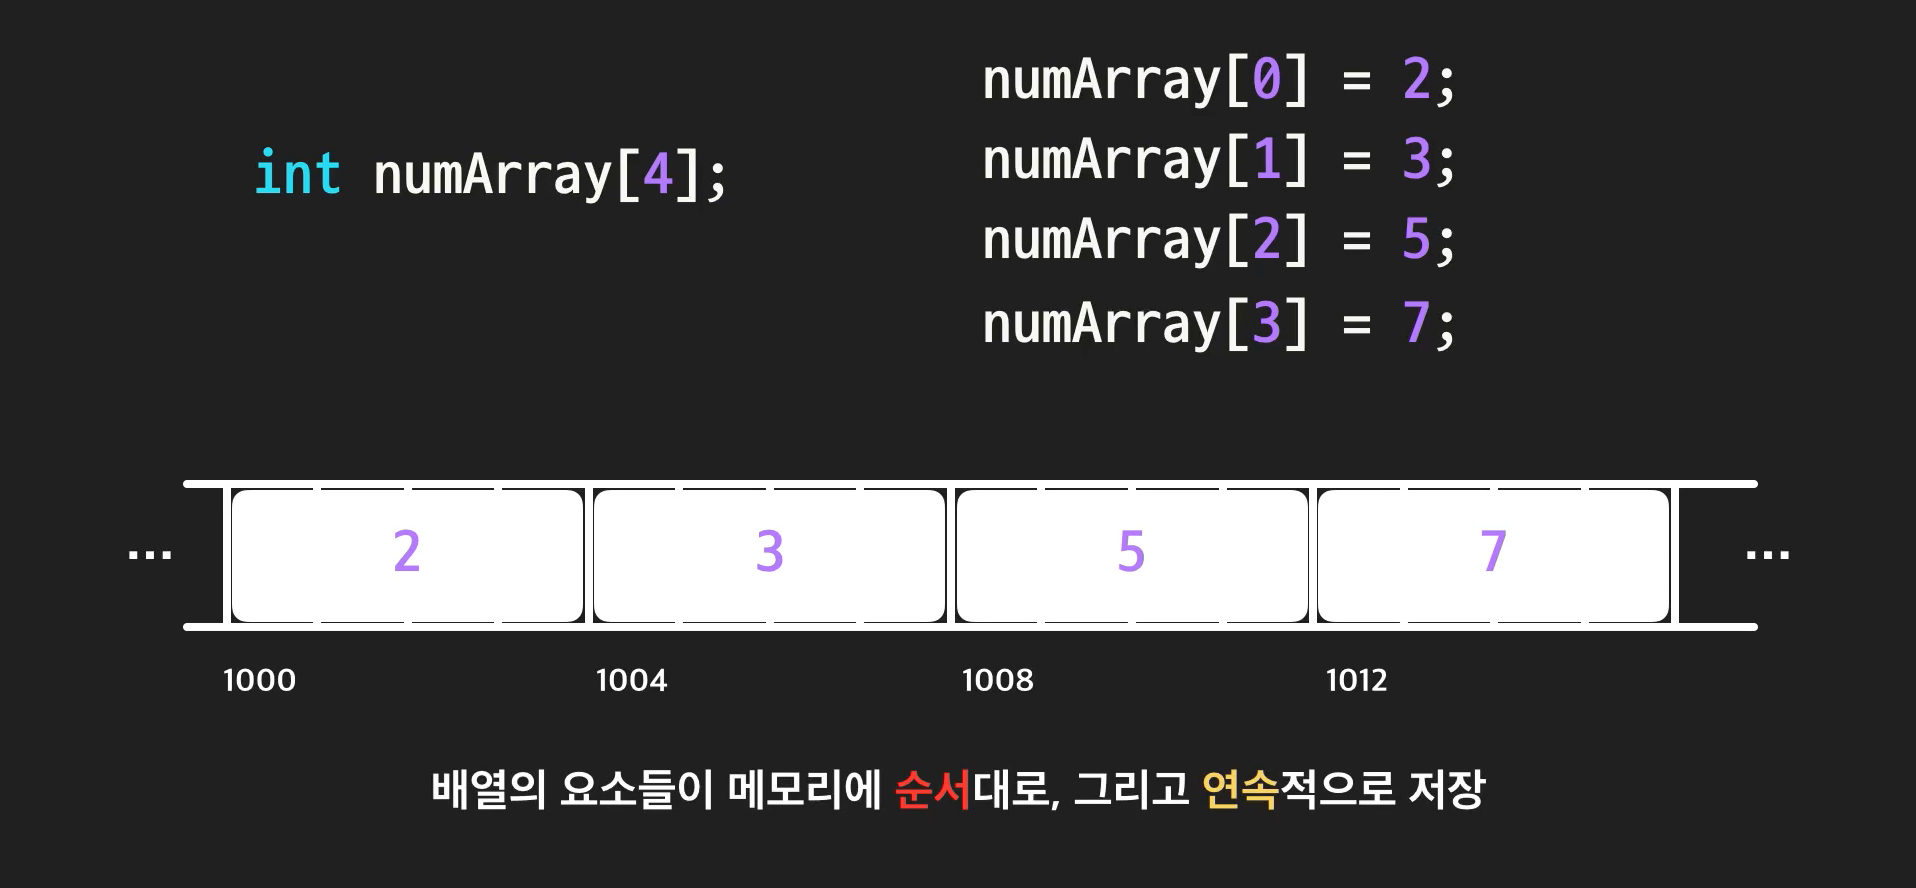 int numArray[4];
numArray[0] = 2;
numArray[1] = 3;
numArray[2] = 5;
numArray[3] = 7;
... 2 3 5 7 ...
1000 1004 1008 1012
배열의 요소들이 메모리에 순서대로, 그리고 연속적으로 저장